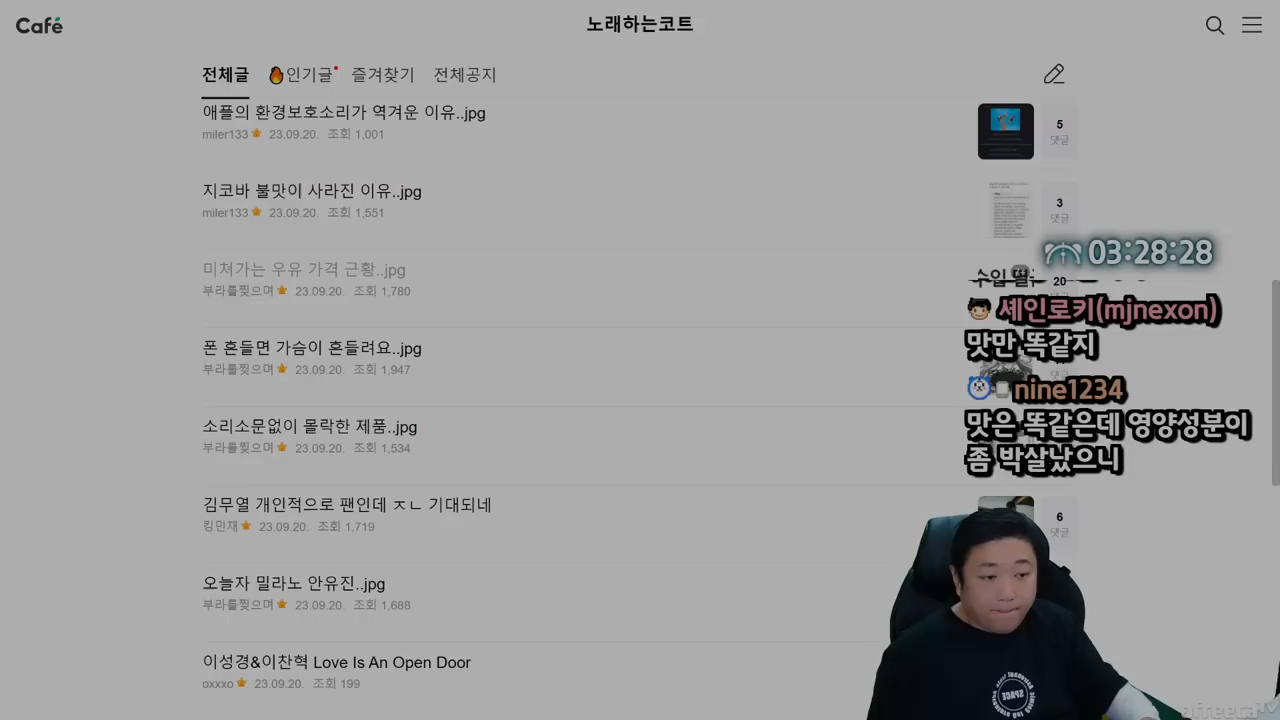 Café
노래하는코트
전체글 🔥인기글 즐겨찾기 전체공지
애플의 환경보호소리가 역겨운 이유..jpg
miler133 23.09.20. 조회 1,001
5
댓글
지코바 불맛이 사라진 이유..jpg
miler133 23.09.20. 조회 1,551
3
댓글
03:28:28
미쳐가는 우유 가격 근황..jpg
부라를찢으며 23.09.20. 조회 1,780
수입
20
셰인로키(mjnexon)
맛만 똑같지
폰 흔들면 가슴이 흔들려요..jpg
부라를찢으며 23.09.20. 조회 1,947
댓글
nine1234
맛은 똑같은데 영양성분이
좀 박살났으니
소리소문없이 몰락한 제품..jpg
부라를찢으며 23.09.20. 조회 1,534
김무열 개인적으로 팬인데 ㅈㄴ 기대되네
킹민재 23.09.20. 조회 1,719
6
댓글
오늘자 밀라노 안유진..jpg
부라를찢으며 23.09.20. 조회 1,688
이성경&이찬혁 Love Is An Open Door
oxxxo 23.09.20. 조회 199
SPACE
afreecaTV